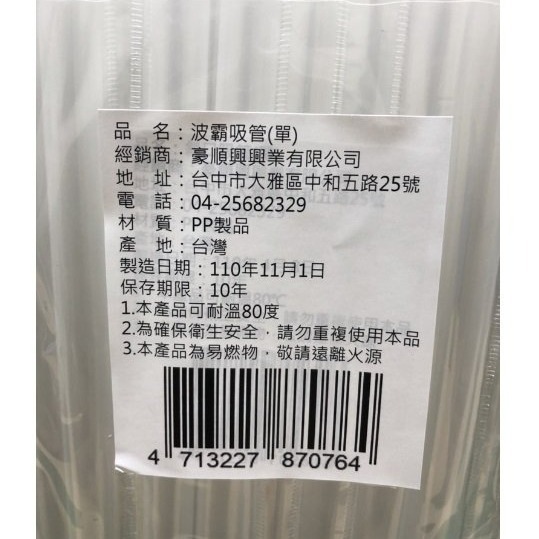 品　名：波霸吸管(單)
經銷商：豪順興興業有限公司
地　址：台中市大雅區中和五路25號
電　話：04-25682329
材　質：PP製品
產　地：台灣
製造日期：110年11月1日
保存期限：10年
1.本產品可耐溫80度
2.為確保衛生安全，請勿重複使用本品
3.本產品為易燃物，敬請遠離火源
4 713227 870764